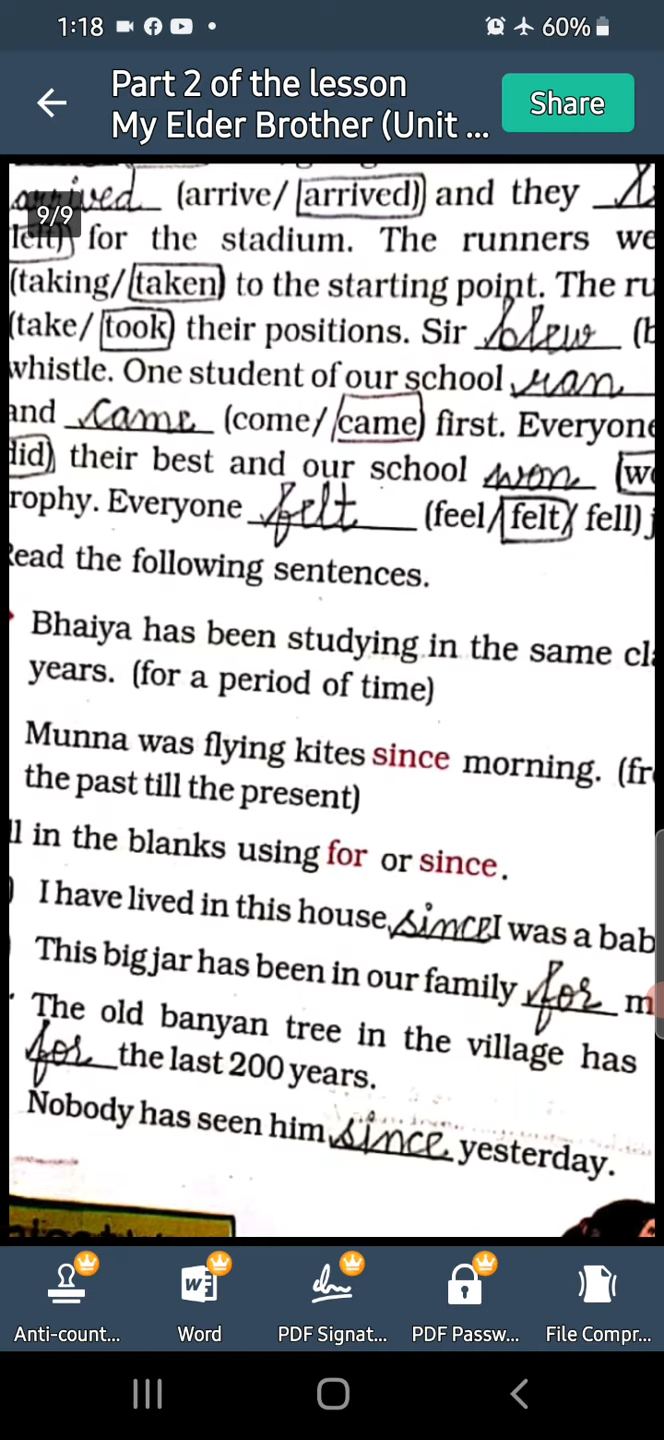 1:18
60%
Part 2 of the lesson
My Elder Brother (Unit ...
Share
9/9
arrived (arrive/ arrived) and they
left) for the stadium. The runners we
(taking/ taken) to the starting point. The ru
(take/ took) their positions. Sir blew (b
whistle. One student of our school ran
and came (come/ came) first. Everyone
did) their best and our school won (wo
rophy. Everyone felt (feel/ felt/ fell) j
Read the following sentences.
Bhaiya has been studying in the same cla
years. (for a period of time)
Munna was flying kites since morning. (fr
the past till the present)
ll in the blanks using for or since.
) I have lived in this house since I was a bab
This big jar has been in our family for m
The old banyan tree in the village has
for the last 200 years.
Nobody has seen him since yesterday.
Anti-count...
Word
PDF Signat...
PDF Passw...
File Compr...